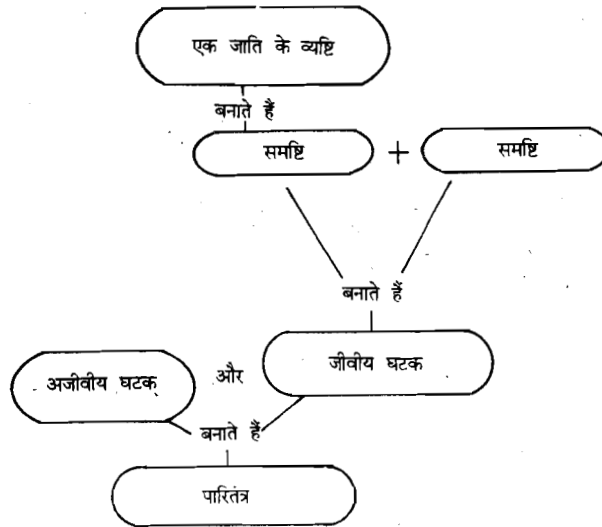 एक जाति के व्यष्टि
बनाते हैं
समष्टि + समष्टि
बनाते हैं
अजीवीय घटक और जीवीय घटक
बनाते हैं
पारितंत्र